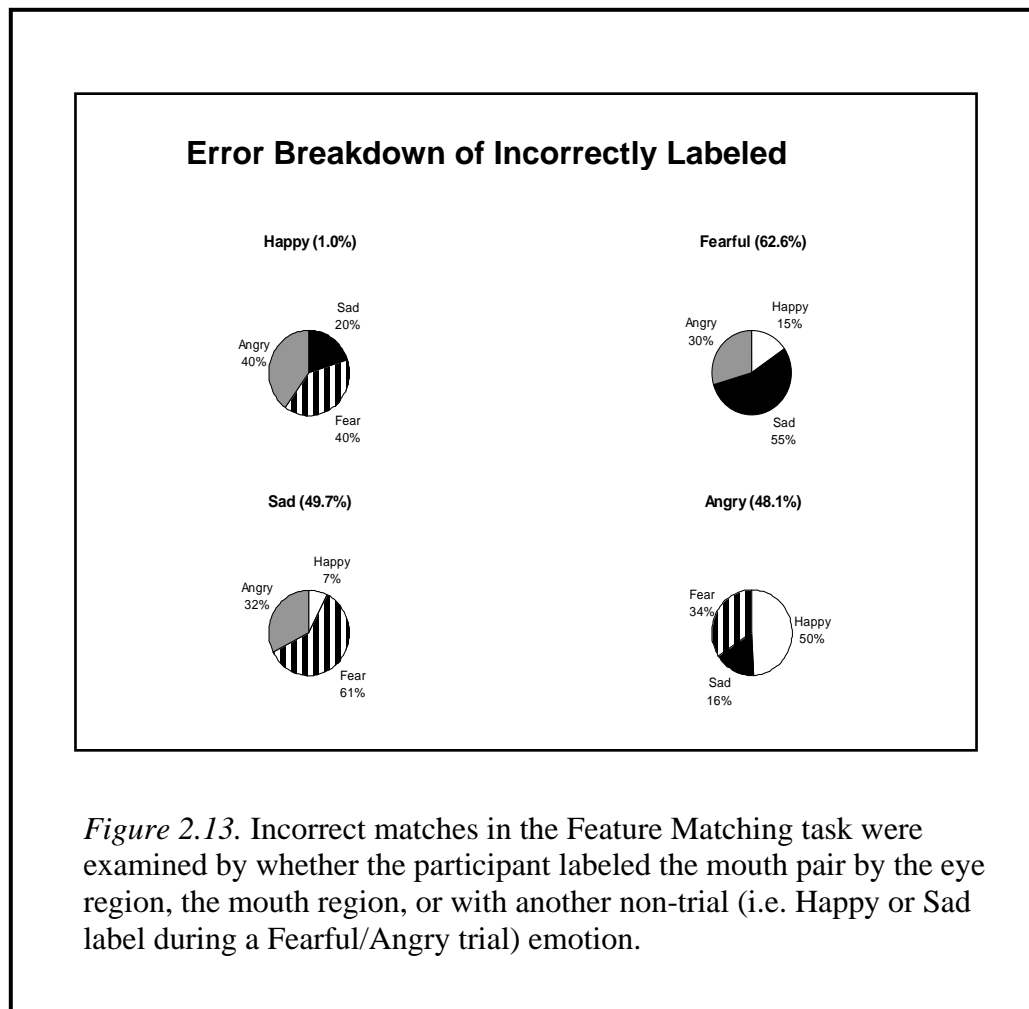 Error Breakdown of Incorrectly Labeled
Happy (1.0%)
Sad
20%
Angry
40%
Fear
40%
Fearful (62.6%)
Happy
15%
Angry
30%
Sad
55%
Sad (49.7%)
Happy
7%
Angry
32%
Fear
61%
Angry (48.1%)
Fear
34%
Happy
50%
Sad
16%
Figure 2.13. Incorrect matches in the Feature Matching task were
examined by whether the participant labeled the mouth pair by the eye
region, the mouth region, or with another non-trial (i.e. Happy or Sad
label during a Fearful/Angry trial) emotion.